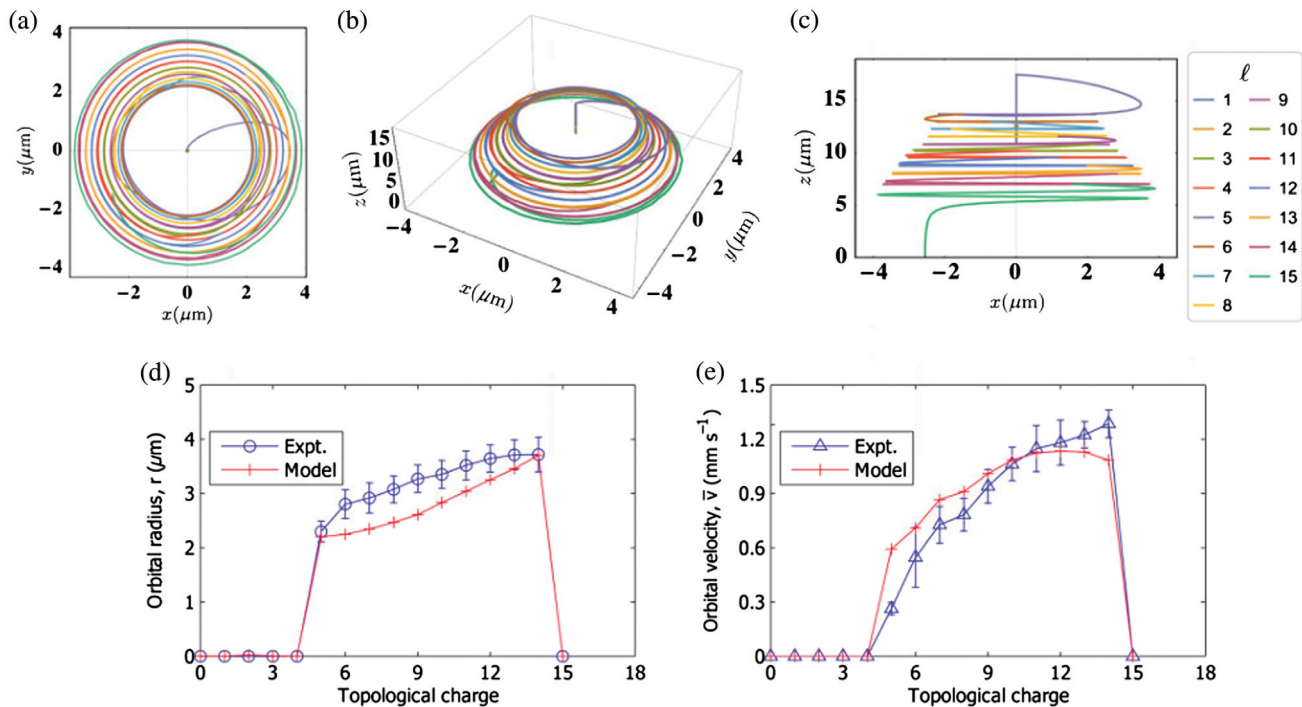 (a)
4
2
0
−2
−4
y(μm)
−2 0 2 4
x(μm)
(b)
15
10
5
0
z(μm)
−4
−2
0
2
4
x(μm)
4
2
0
−2
−4
y(μm)
(c)
15
10
5
0
z(μm)
−4 −2 0 2 4
x(μm)
ℓ
1 9
2 10
3 11
4 12
5 13
6 14
7 15
8
(d)
5
4
3
2
1
0
Orbital radius, r (μm)
Expt.
Model
0 3 6 9 12 15 18
Topological charge
(e)
1.5
1.2
0.9
0.6
0.3
0
Orbital velocity, v̄ (mm s⁻¹)
Expt.
Model
0 3 6 9 12 15 18
Topological charge